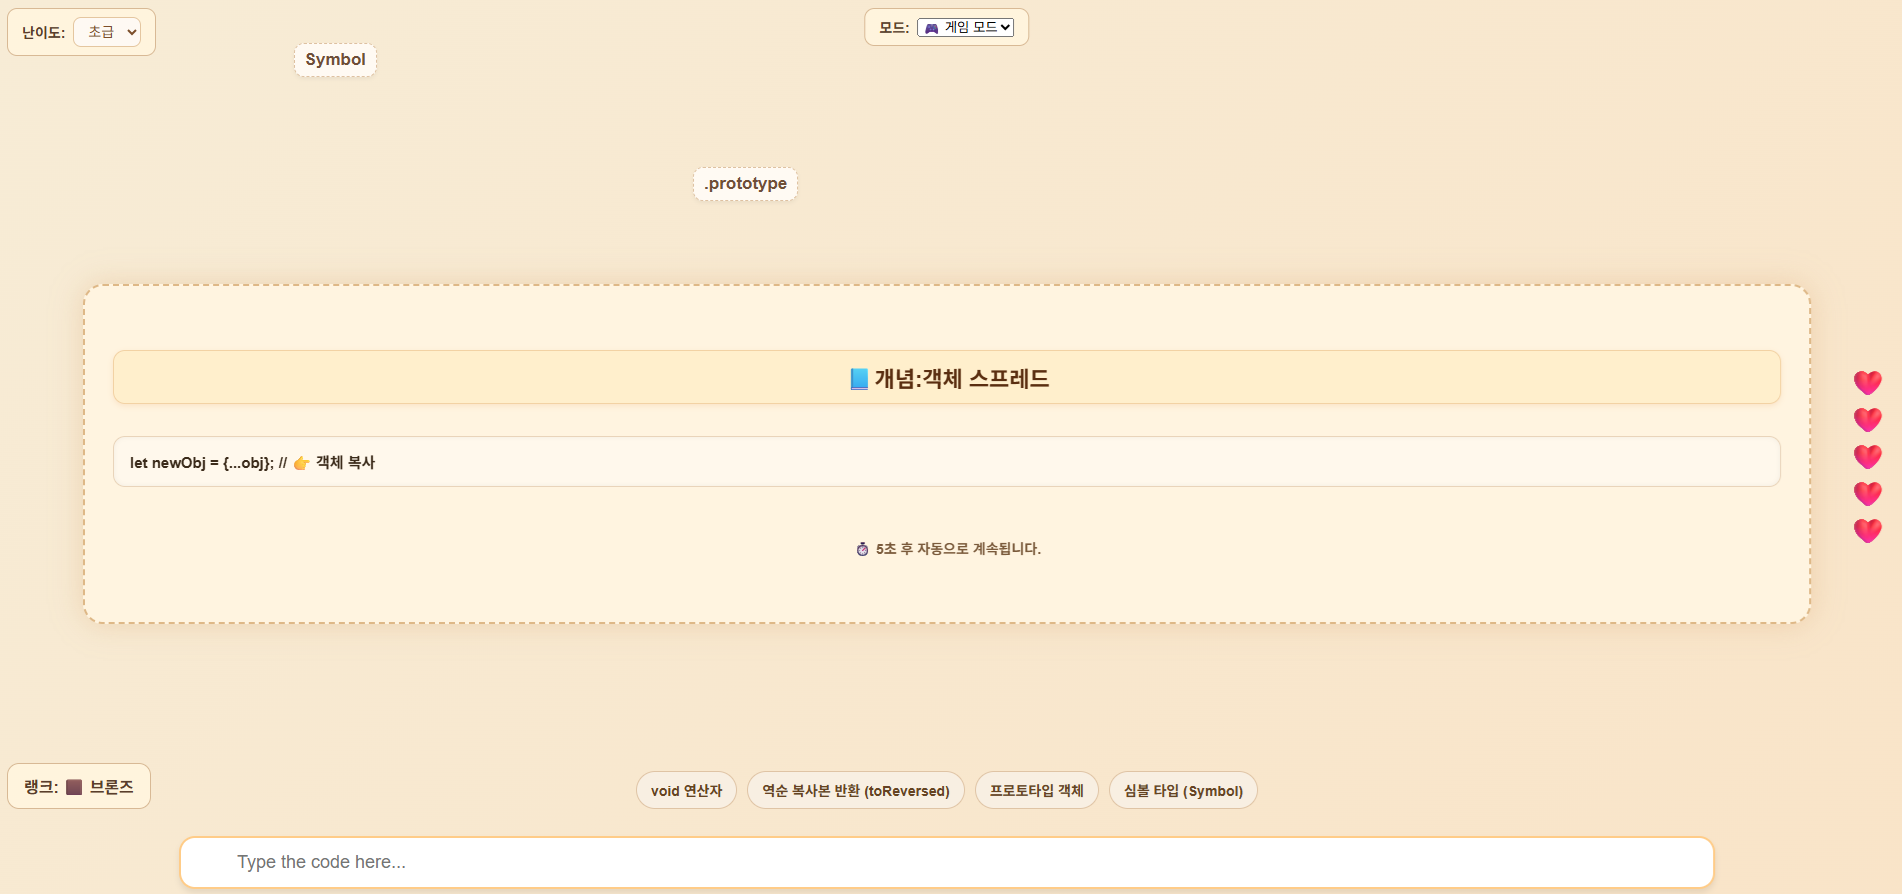 난이도: 초급
모드: 🎮 게임 모드
Symbol
.prototype
📘 개념:객체 스프레드
let newObj = {...obj}; // 👉 객체 복사
⏱ 5초 후 자동으로 계속됩니다.
랭크: 🟫 브론즈
void 연산자
역순 복사본 반환 (toReversed)
프로토타입 객체
심볼 타입 (Symbol)
Type the code here...